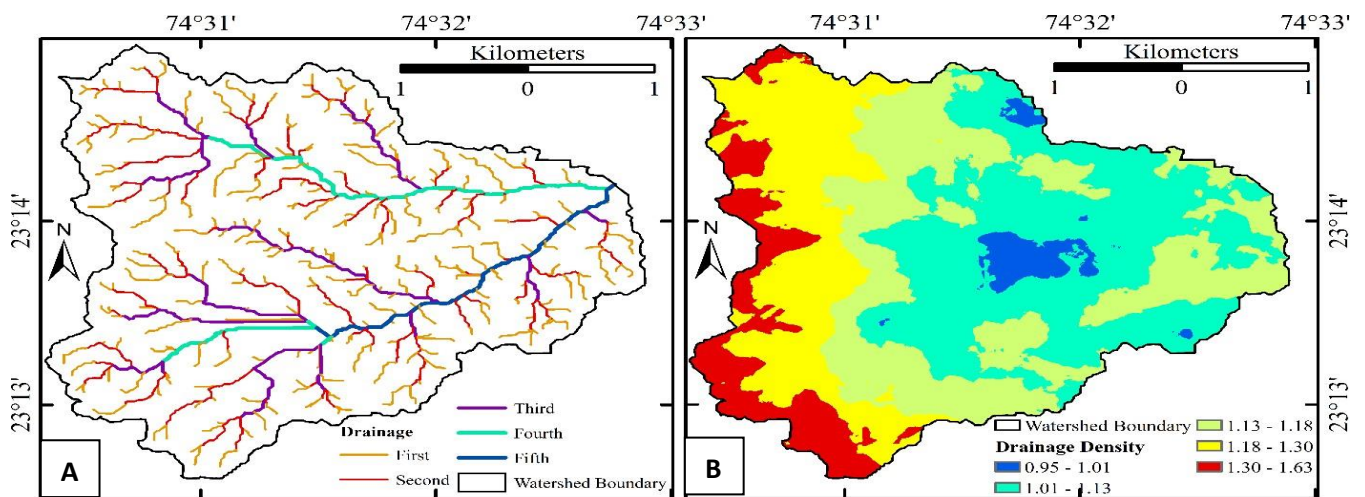 74°31' 74°32' 74°33' 74°31' 74°32' 74°33'
Kilometers
1 0 1
Kilometers
1 0 1
N
23°14'
23°13'
N
23°14'
23°13'
Drainage
First
Second
Third
Fourth
Fifth
Watershed Boundary
A
Watershed Boundary
Drainage Density
0.95 - 1.01
1.01 - 1.13
1.13 - 1.18
1.18 - 1.30
1.30 - 1.63
B